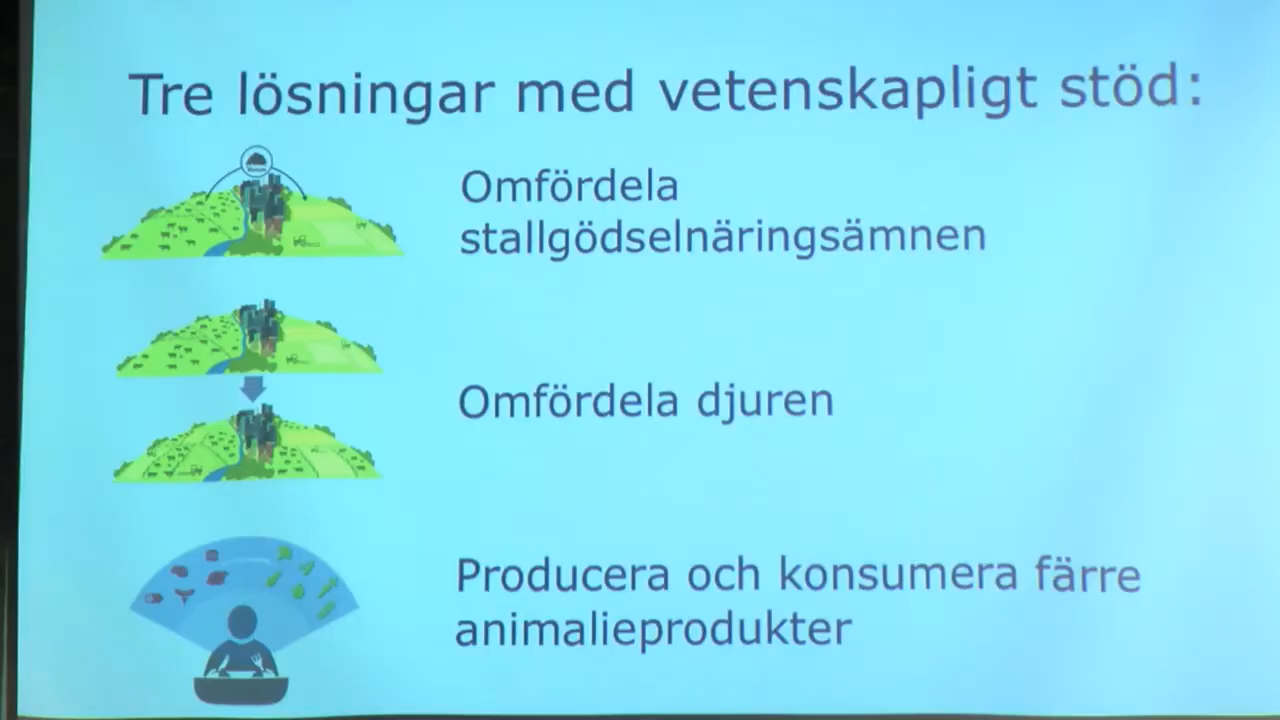 Tre lösningar med vetenskapligt stöd:
Omfördela
stallgödselnäringsämnen
Omfördela djuren
Producera och konsumera färre
animalieprodukter